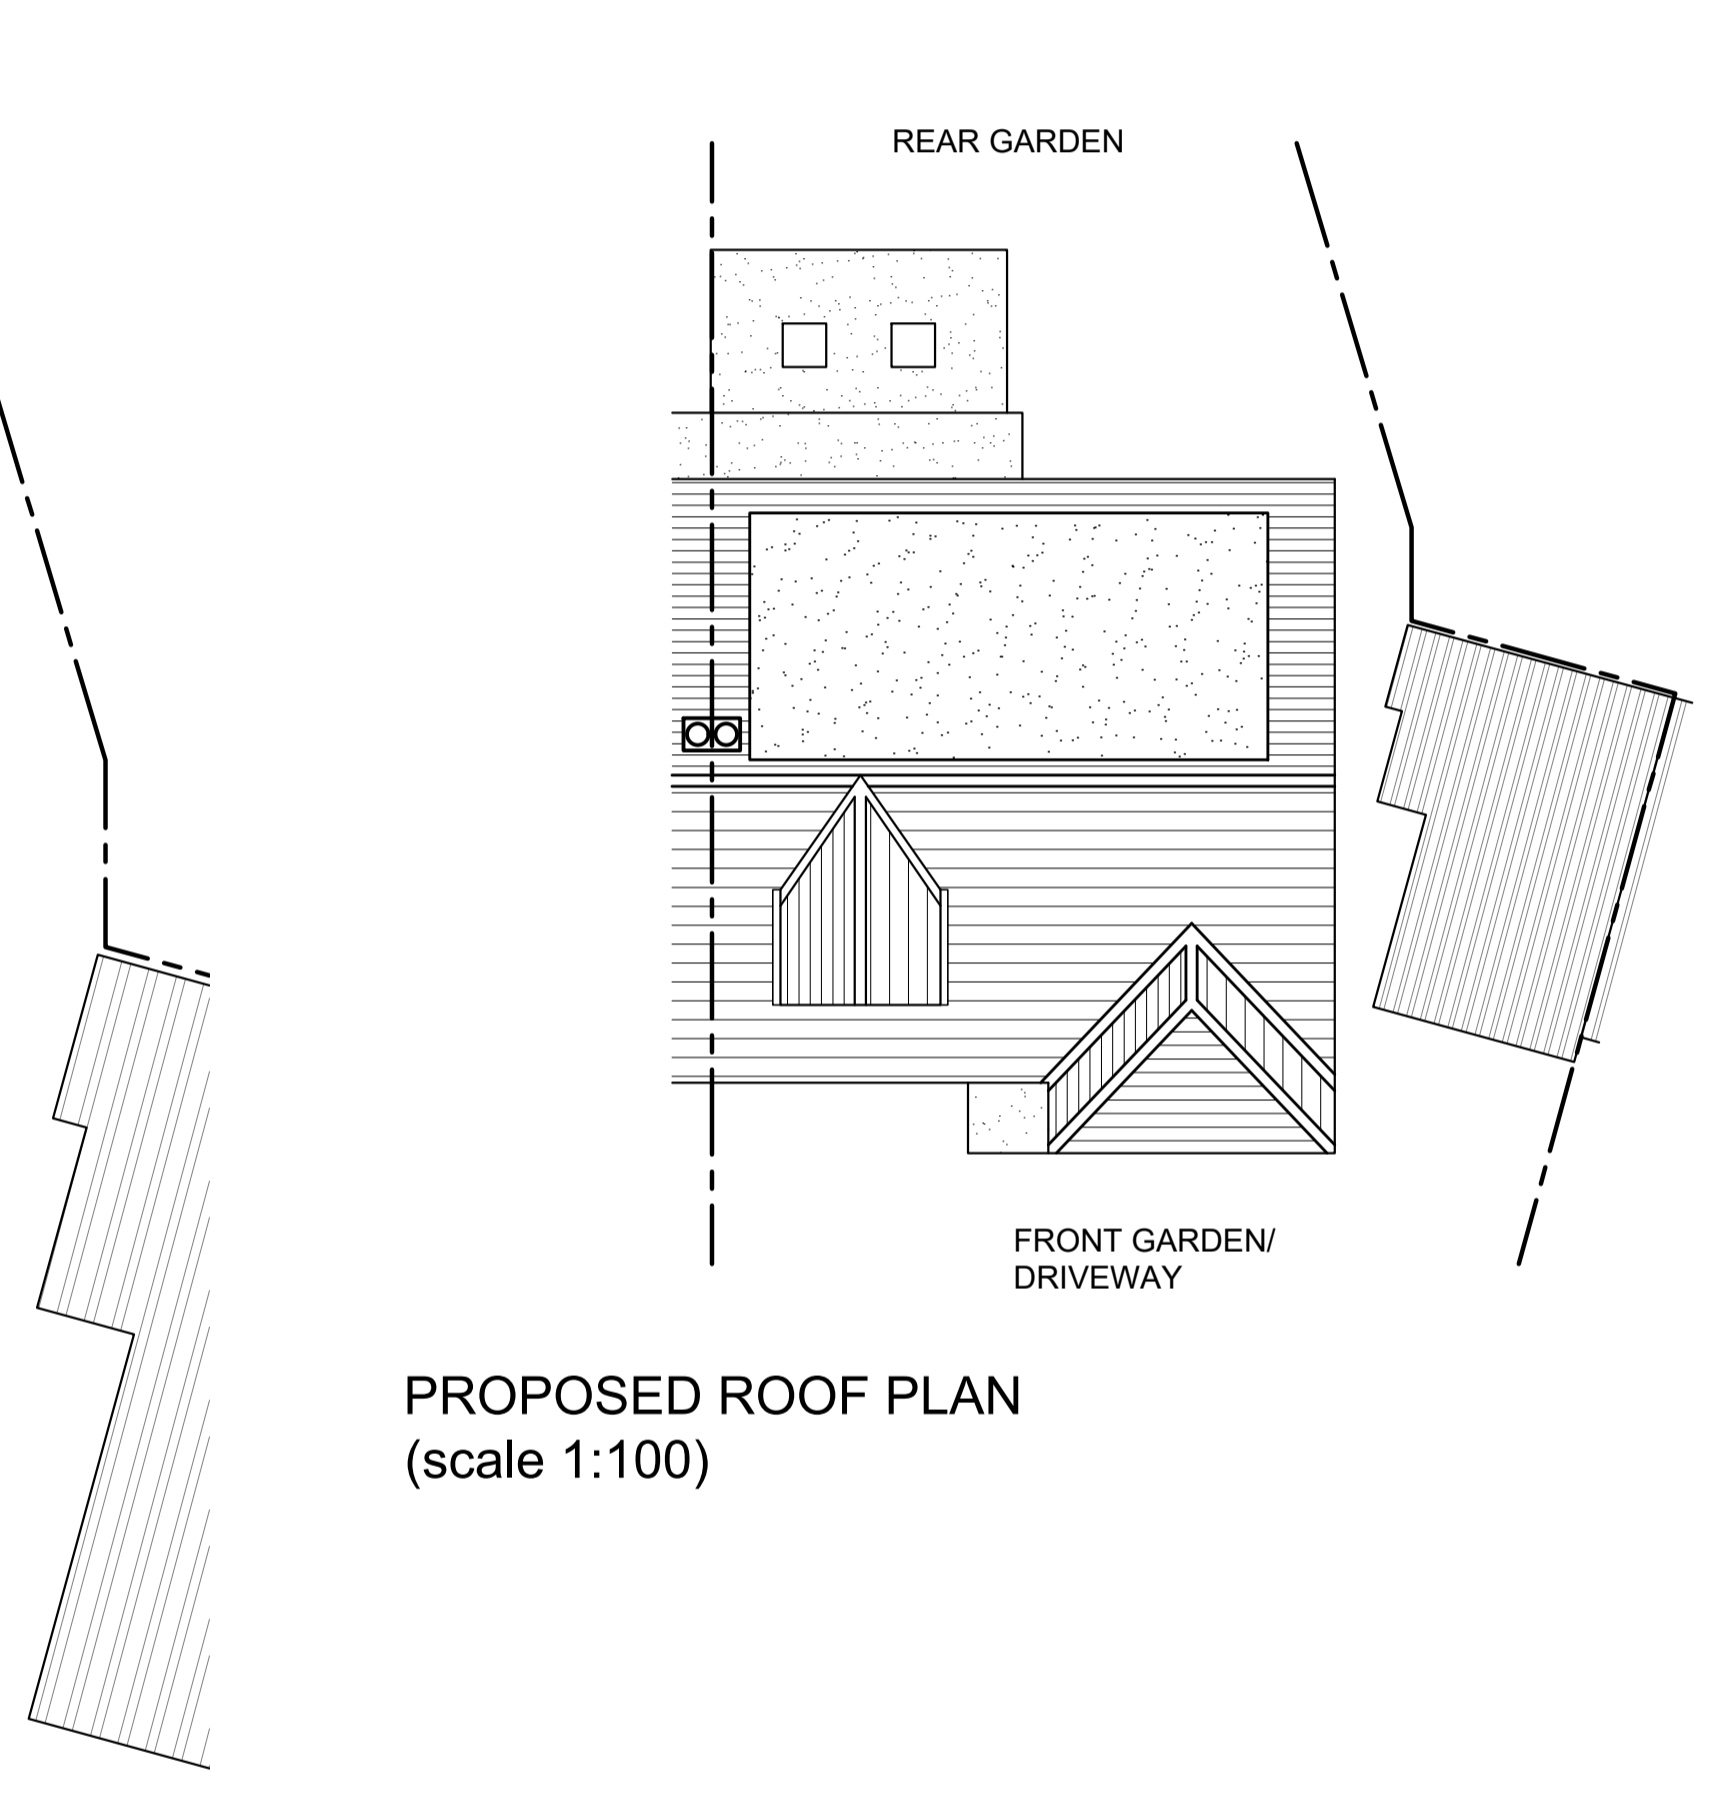 REAR GARDEN
FRONT GARDEN/
DRIVEWAY
PROPOSED ROOF PLAN
(scale 1:100)